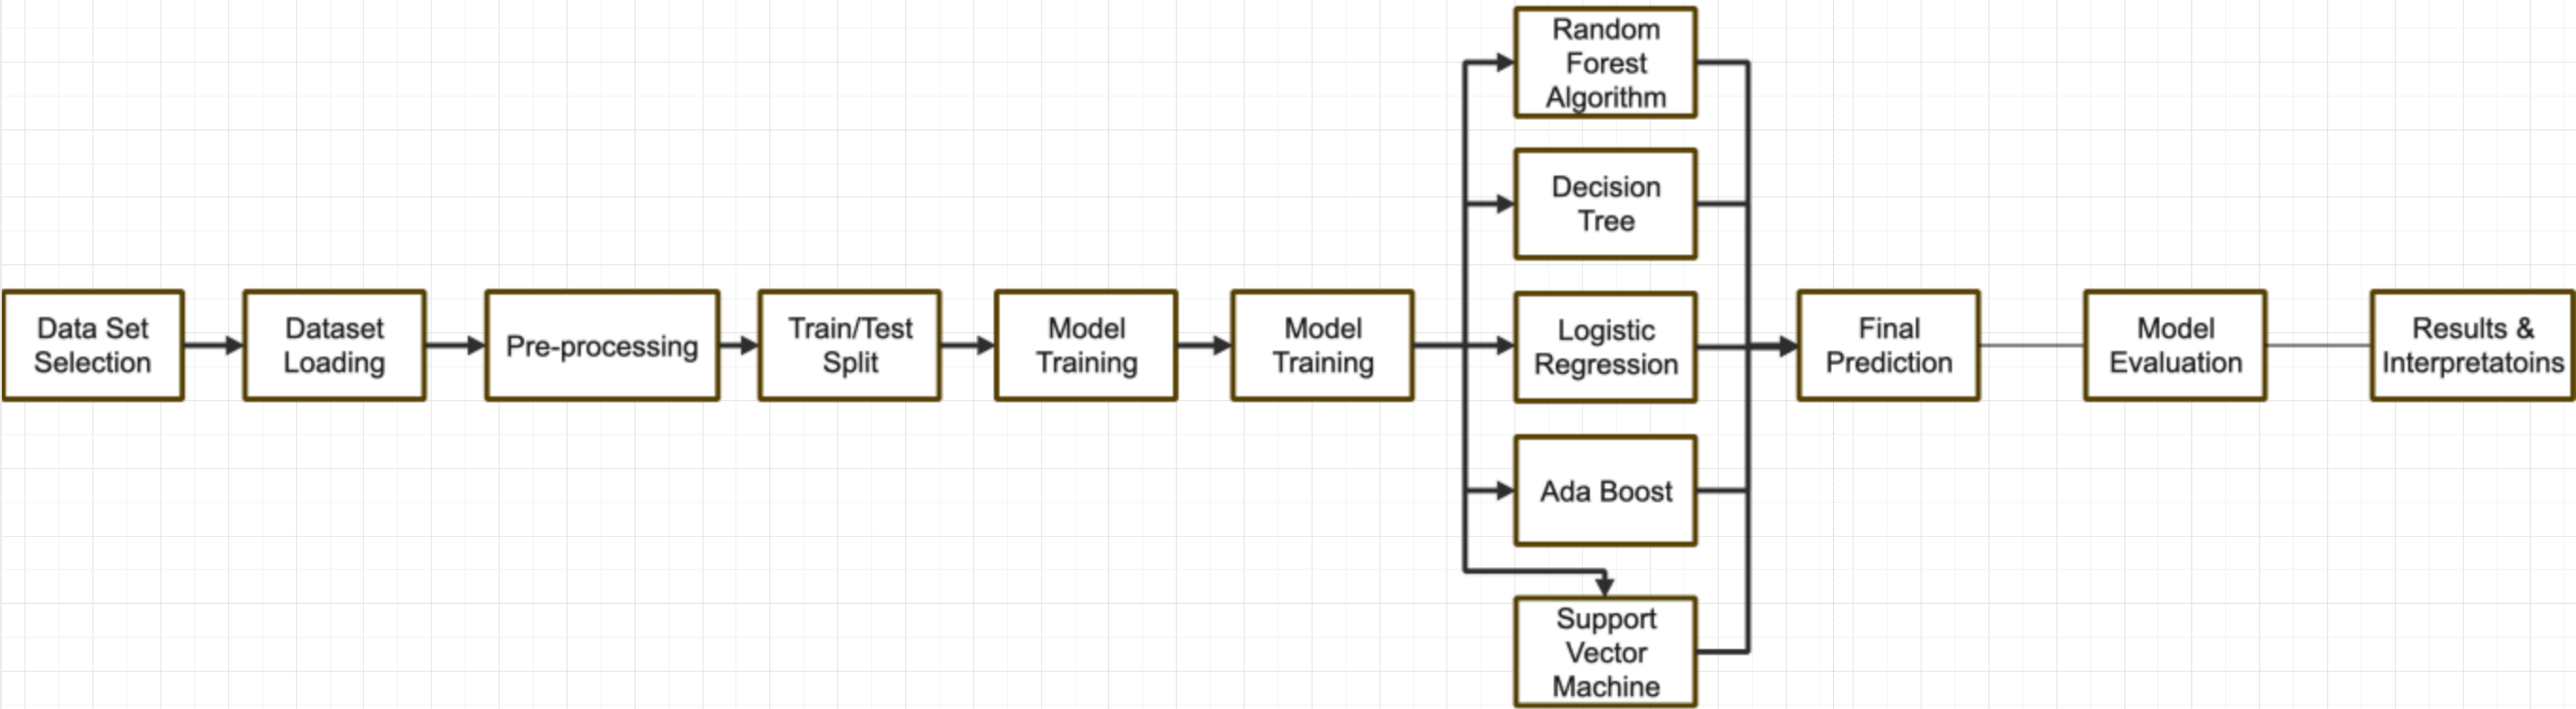 Data Set
Selection
Dataset
Loading
Pre-processing
Train/Test
Split
Model
Training
Model
Training
Random
Forest
Algorithm
Decision
Tree
Logistic
Regression
Ada Boost
Support
Vector
Machine
Final
Prediction
Model
Evaluation
Results &
Interpretatoins